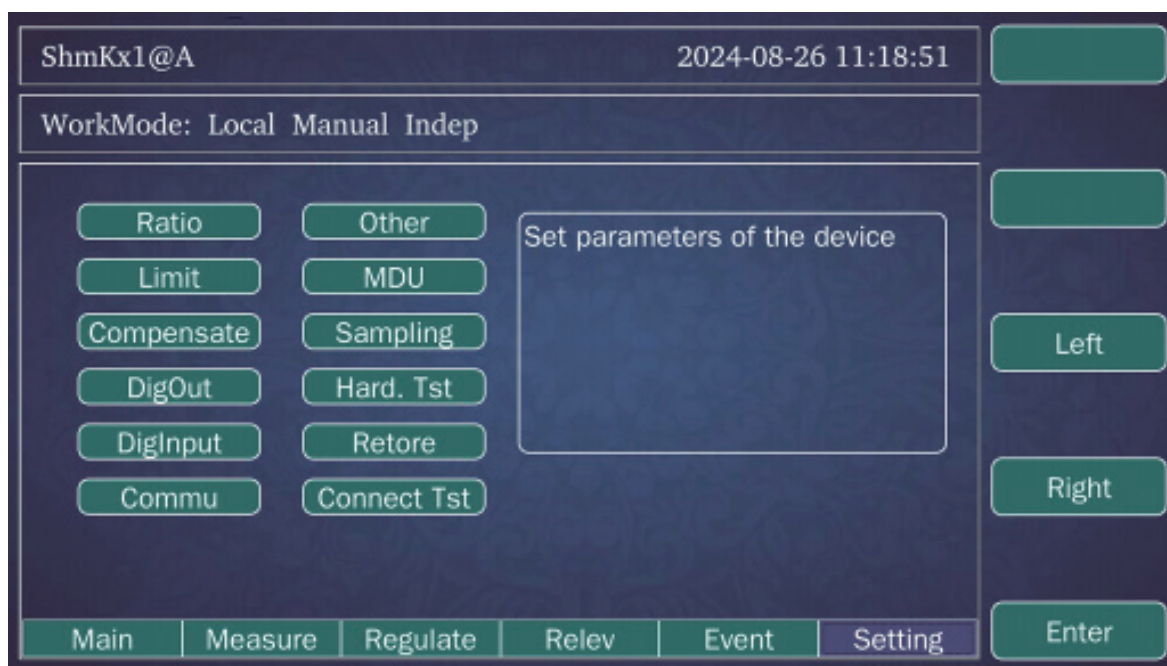 ShmKx1@A 2024-08-26 11:18:51
WorkMode: Local Manual Indep
Ratio Other
Limit MDU
Compensate Sampling
DigOut Hard. Tst
DigInput Retore
Commu Connect Tst
Set parameters of the device
Left
Right
Enter
Main Measure Regulate Relev Event Setting